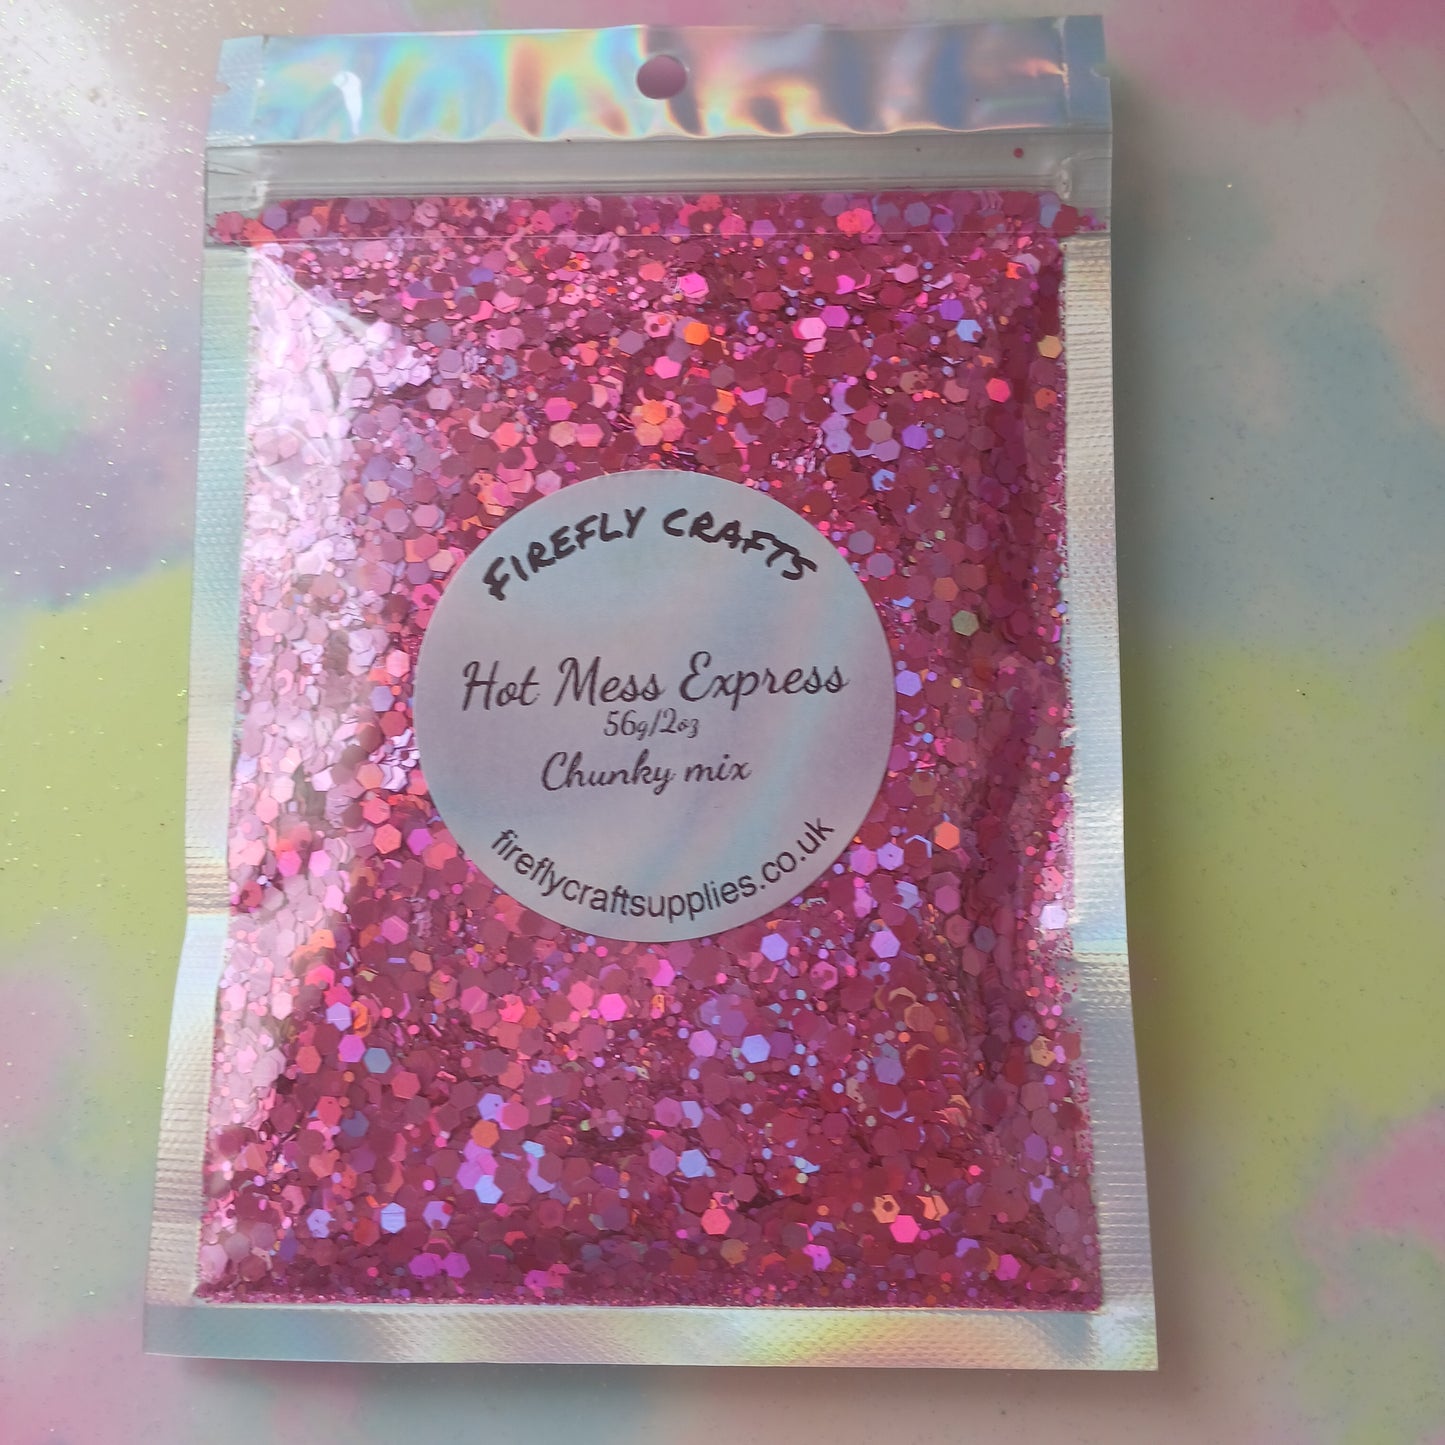 FIREFLY CRAFTS
Hot Mess Express
56g/2oz
Chunky mix
fireflycraftsupplies.co.uk